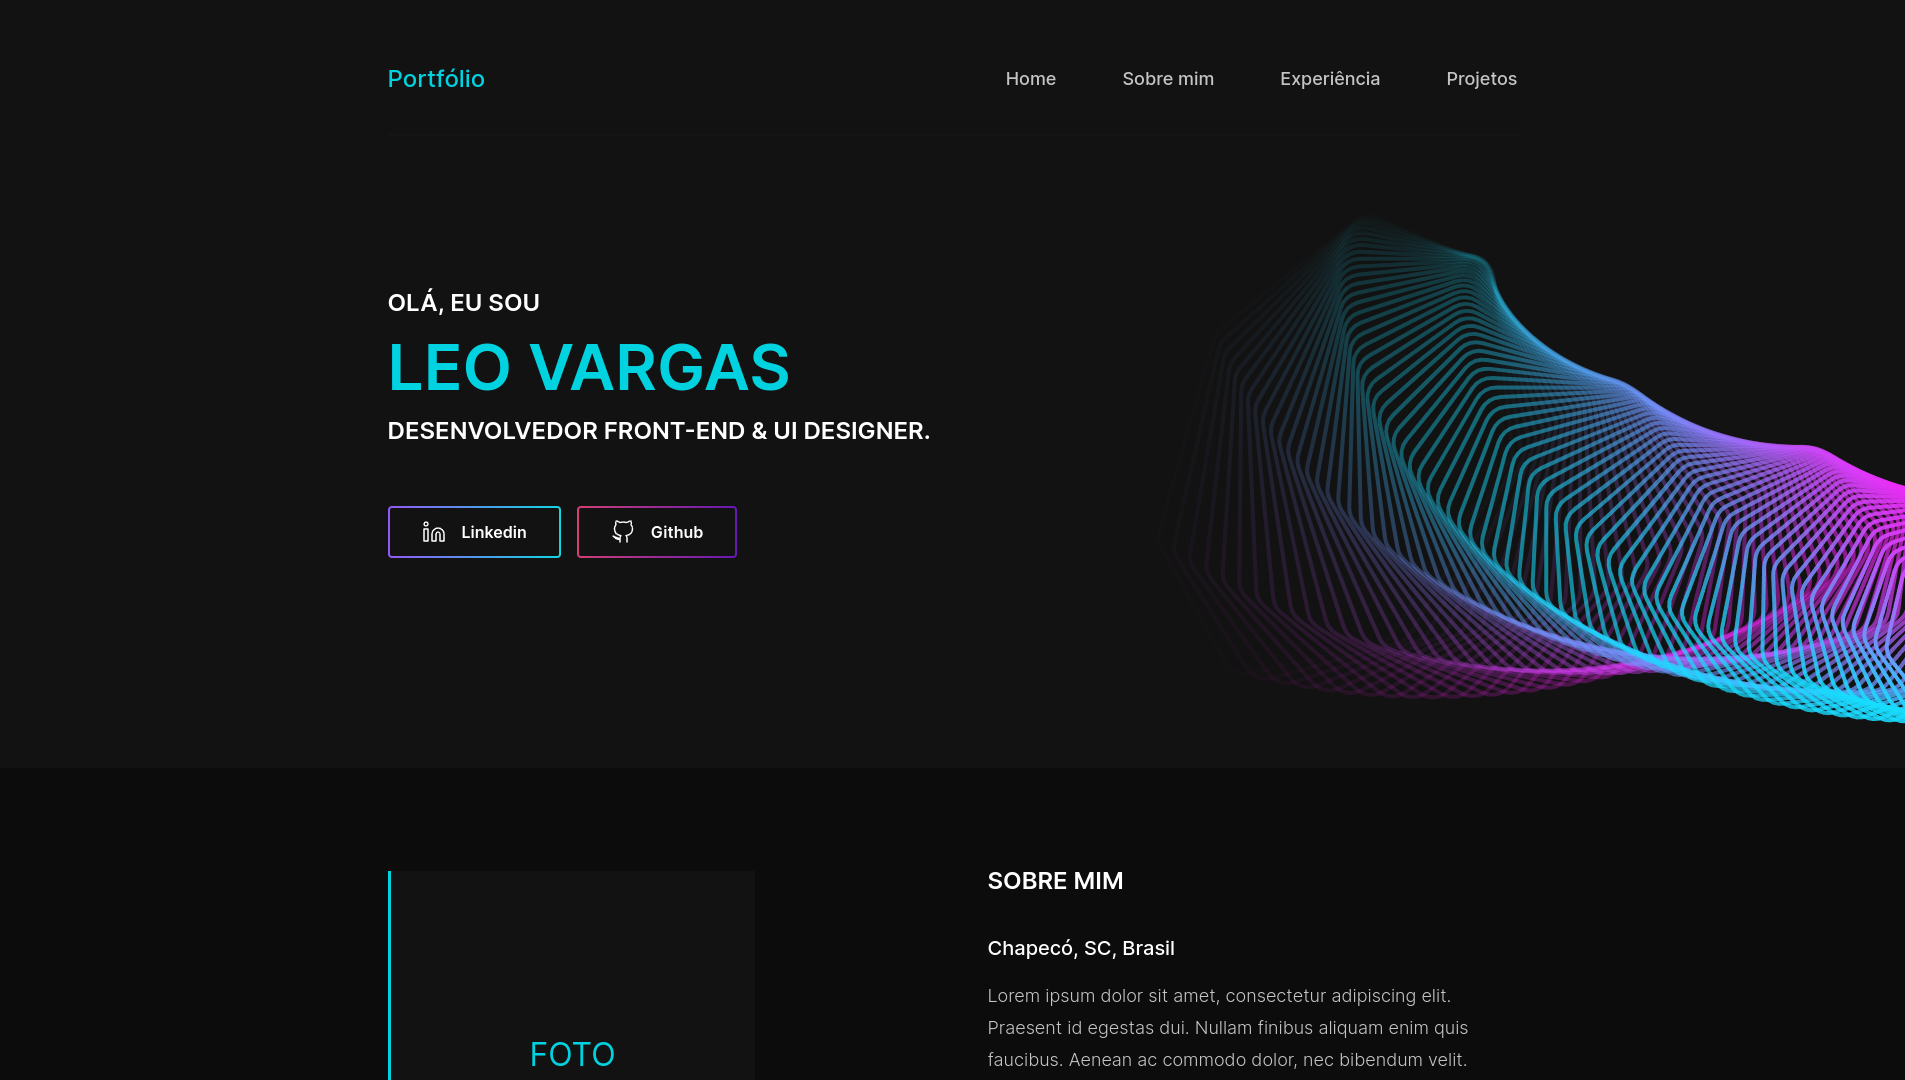 Portfólio
Home
Sobre mim
Experiência
Projetos
OLÁ, EU SOU
LEO VARGAS
DESENVOLVEDOR FRONT-END & UI DESIGNER.
Linkedin
Github
FOTO
SOBRE MIM
Chapecó, SC, Brasil
Lorem ipsum dolor sit amet, consectetur adipiscing elit.
Praesent id egestas dui. Nullam finibus aliquam enim quis
faucibus. Aenean ac commodo dolor, nec bibendum velit.